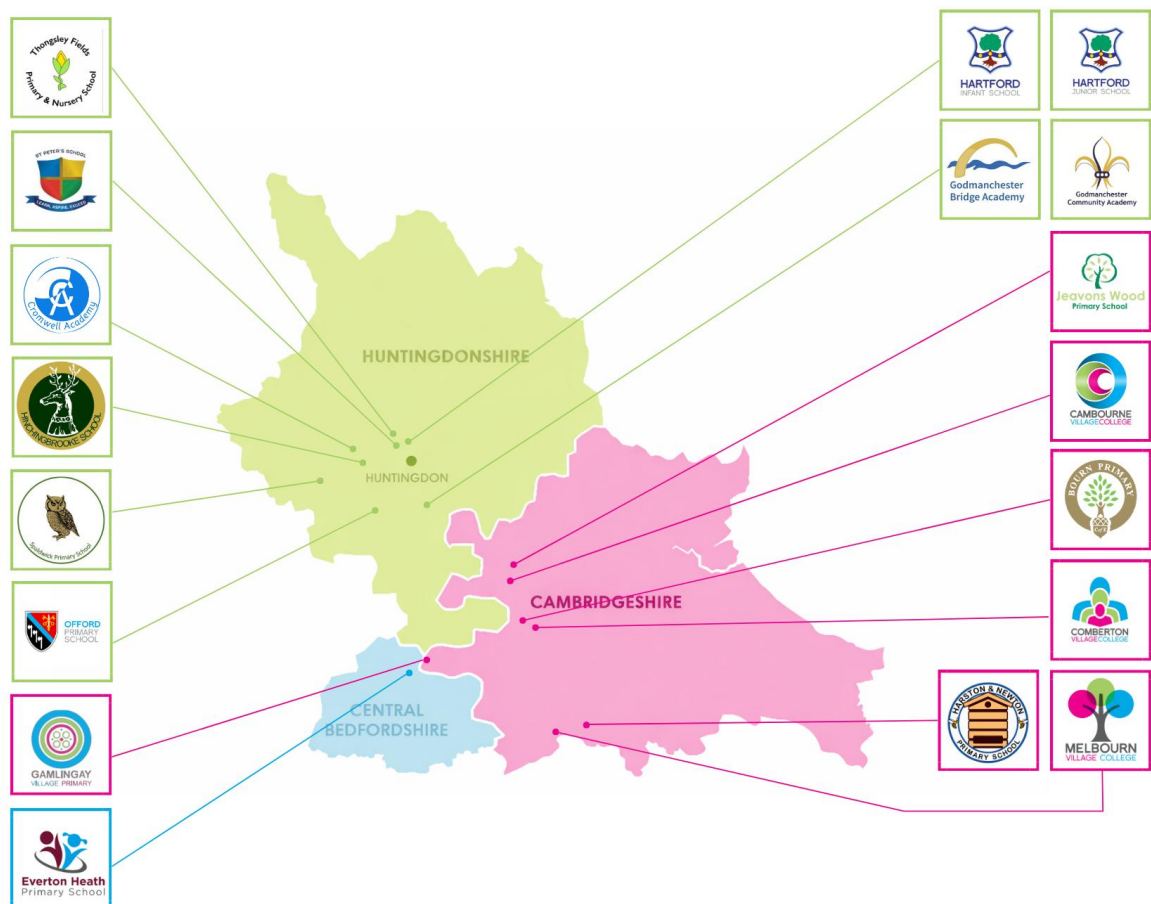 Thongsley Fields
Primary & Nursery School
ST PETER'S SCHOOL
LEARN, ASPIRE, EXCEED
CA
Cromwell Academy
HINCHINGBROOKE SCHOOL
Spaldwick Primary School
OFFORD
PRIMARY
SCHOOL
GAMLINGAY
VILLAGE PRIMARY
Everton Heath
Primary School
HUNTINGDONSHIRE
HUNTINGDON
CAMBRIDGESHIRE
CENTRAL
BEDFORDSHIRE
HARTFORD
INFANT SCHOOL
HARTFORD
JUNIOR SCHOOL
Godmanchester
Bridge Academy
Godmanchester
Community Academy
Jeavons Wood
Primary School
CAMBOURNE
VILLAGE COLLEGE
BOURN PRIMARY
CofE
COMBERTON
VILLAGE COLLEGE
HARSTON & NEWTON
PRIMARY SCHOOL
MELBOURN
VILLAGE COLLEGE